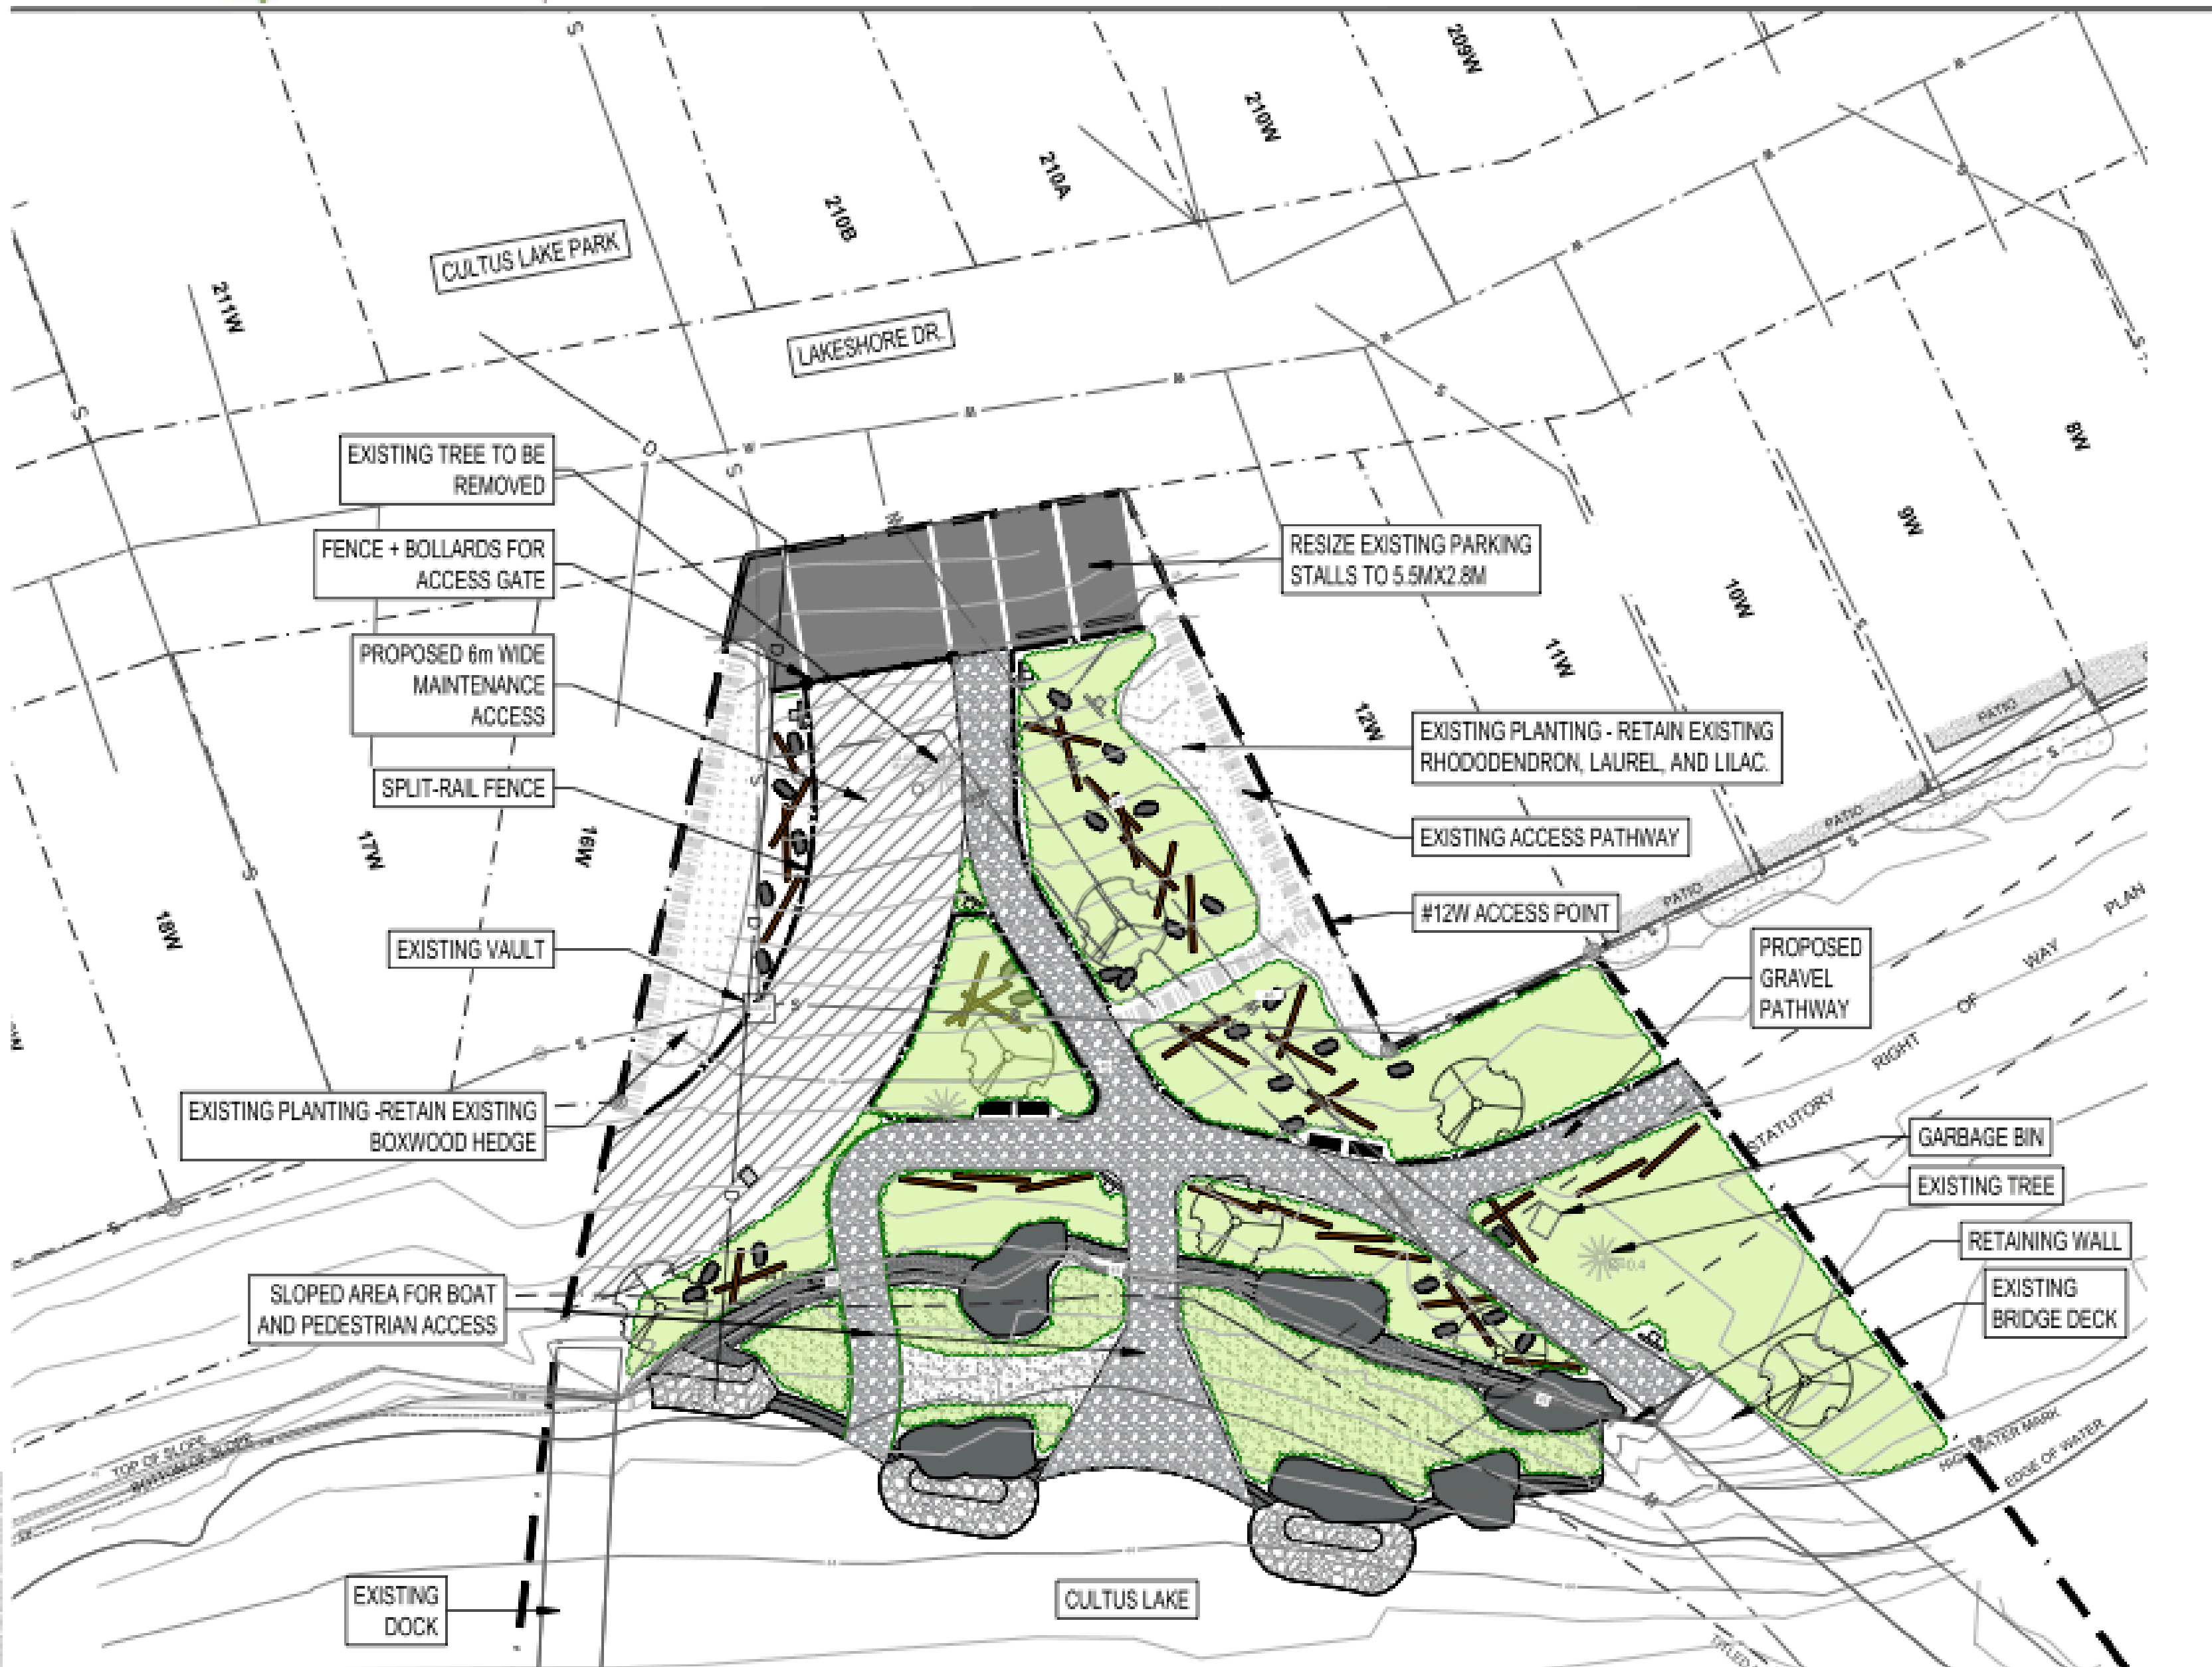 209W
210W
210A
210B
211W
CULTUS LAKE PARK
LAKESHORE DR.
8W
9W
10W
11W
12W
16W
17W
18W
EXISTING TREE TO BE
REMOVED
FENCE + BOLLARDS FOR
ACCESS GATE
PROPOSED 6m WIDE
MAINTENANCE
ACCESS
SPLIT-RAIL FENCE
EXISTING VAULT
EXISTING PLANTING -RETAIN EXISTING
BOXWOOD HEDGE
SLOPED AREA FOR BOAT
AND PEDESTRIAN ACCESS
EXISTING
DOCK
RESIZE EXISTING PARKING
STALLS TO 5.5MX2.8M
EXISTING PLANTING - RETAIN EXISTING
RHODODENDRON, LAUREL, AND LILAC.
EXISTING ACCESS PATHWAY
#12W ACCESS POINT
PATIO
PATIO
PATIO
PROPOSED
GRAVEL
PATHWAY
STATUTORY
RIGHT
OF
WAY
PLAN
GARBAGE BIN
EXISTING TREE
RETAINING WALL
EXISTING
BRIDGE DECK
TOP OF SLOPE
BOTTOM OF SLOPE
HIGH WATER MARK
EDGE OF WATER
CULTUS LAKE